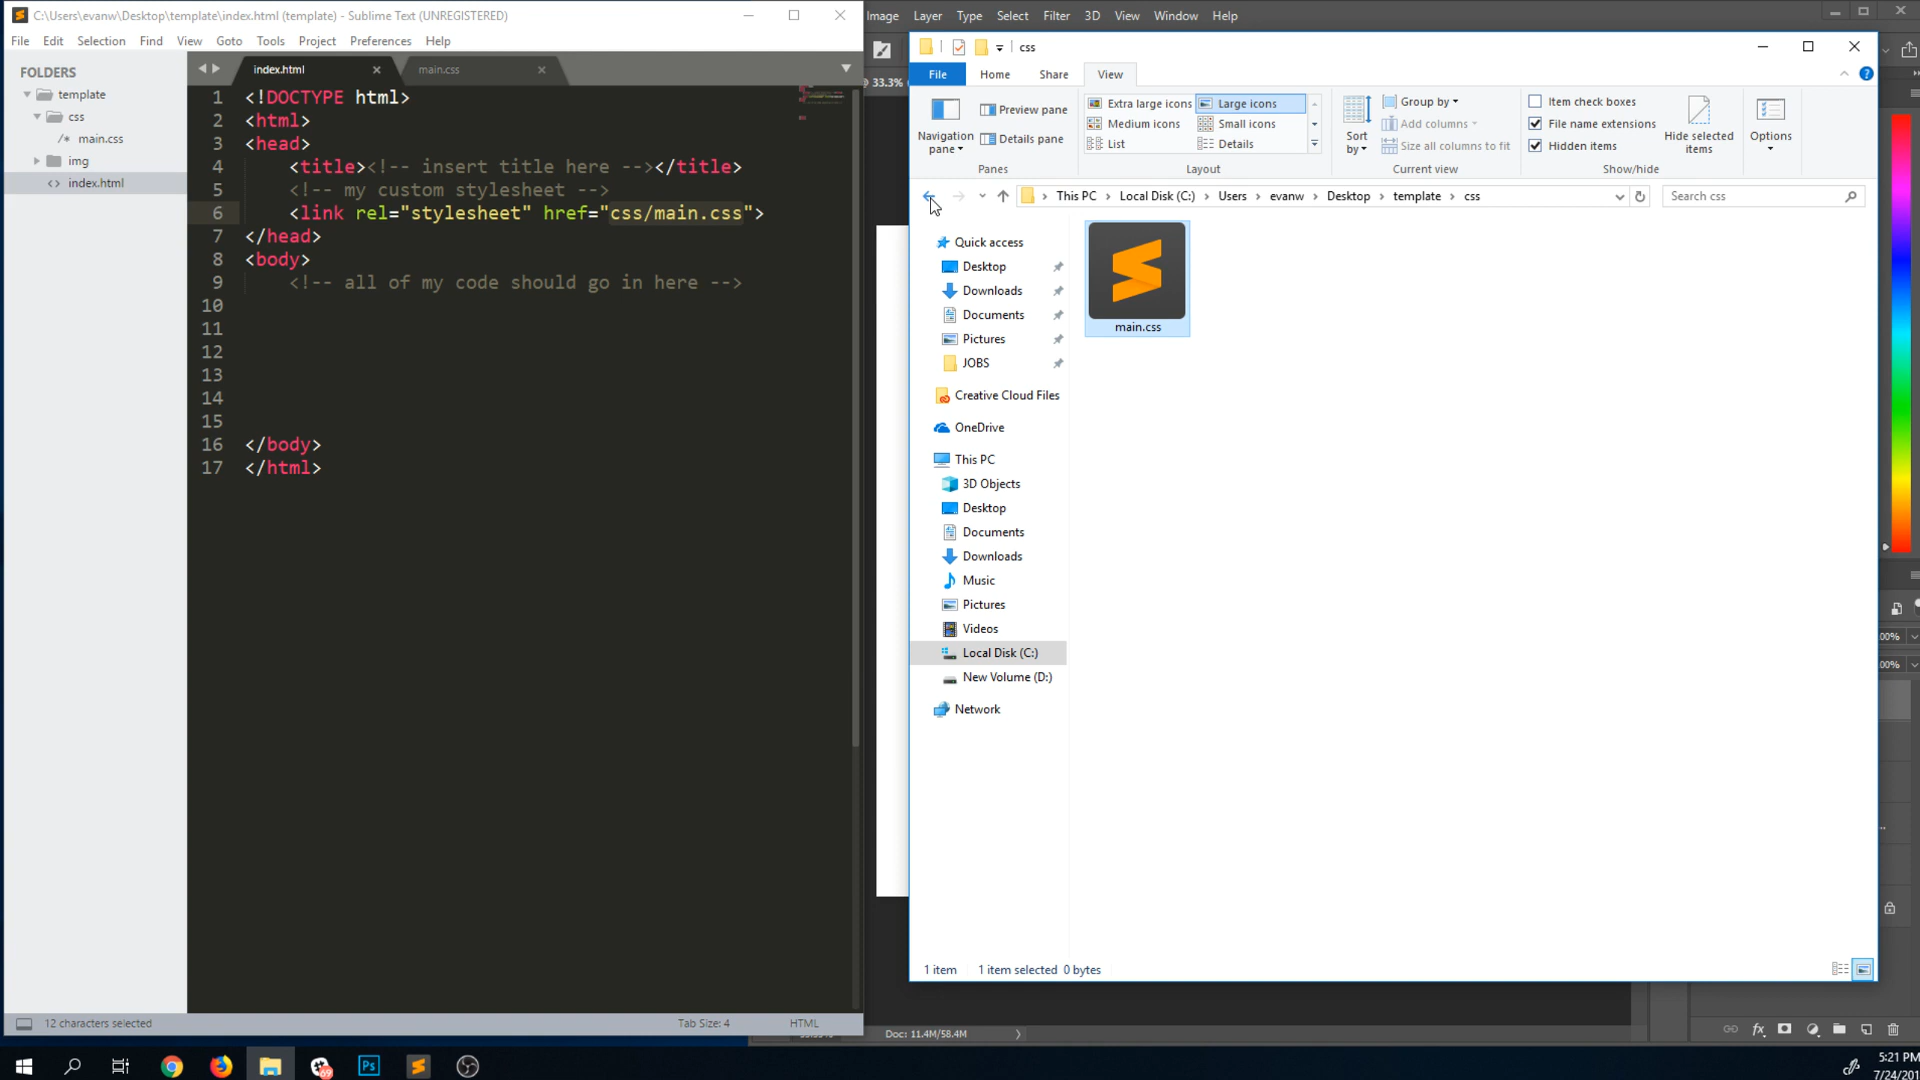 C:\Users\evanw\Desktop\template\index.html (template) - Sublime Text (UNREGISTERED)
File Edit Selection Find View Goto Tools Project Preferences Help
FOLDERS
template
css
/* main.css
img
<> index.html
index.html
main.css
1 <!DOCTYPE html>
2 <html>
3 <head>
4 <title><!-- insert title here --></title>
5 <!-- my custom stylesheet -->
6 <link rel="stylesheet" href="css/main.css">
7 </head>
8 <body>
9 <!-- all of my code should go in here -->
10
11
12
13
14
15
16 </body>
17 </html>
12 characters selected
Tab Size: 4
HTML
Image Layer Type Select Filter 3D View Window Help
33.3%
css
File Home Share View
Navigation pane
Preview pane
Details pane
Panes
Extra large icons
Large icons
Medium icons
Small icons
List
Details
Layout
Sort by
Group by
Add columns
Size all columns to fit
Current view
Item check boxes
File name extensions
Hidden items
Hide selected items
Show/hide
Options
This PC > Local Disk (C:) > Users > evanw > Desktop > template > css
Search css
Quick access
Desktop
Downloads
Documents
Pictures
JOBS
Creative Cloud Files
OneDrive
This PC
3D Objects
Desktop
Documents
Downloads
Music
Pictures
Videos
Local Disk (C:)
New Volume (D:)
Network
main.css
1 item
1 item selected 0 bytes
Doc: 11.4M/58.4M
fx
Ps
69
5:21 PM